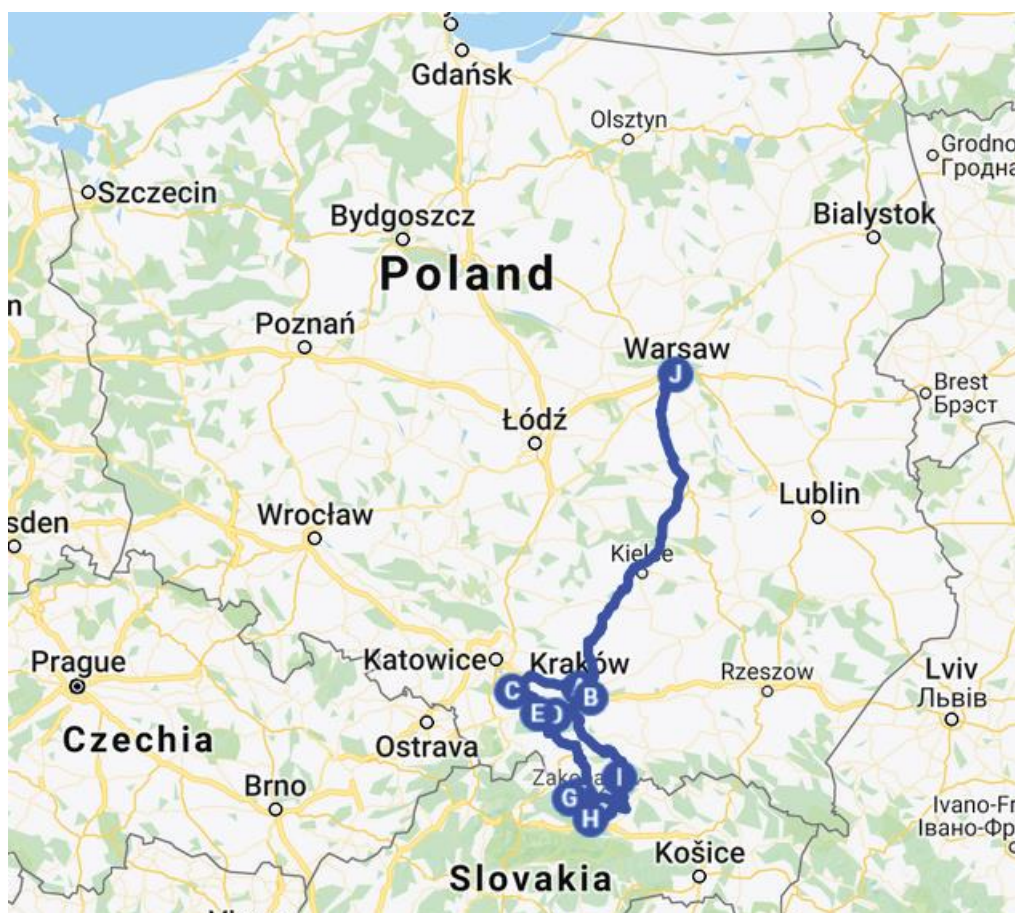 Gdańsk
Olsztyn
Grodno
Гродна
Szczecin
Bydgoszcz
Bialystok
Poland
Poznań
Warsaw
J
Brest
Брэст
Łódź
Lublin
Wrocław
sden
Kielce
Prague
Katowice
Kraków
Rzeszow
Lviv
Львів
C
B
E
D
Ostrava
Czechia
I
G
H
Brno
Ivano-Fr
Івано-Фр
Košice
Slovakia